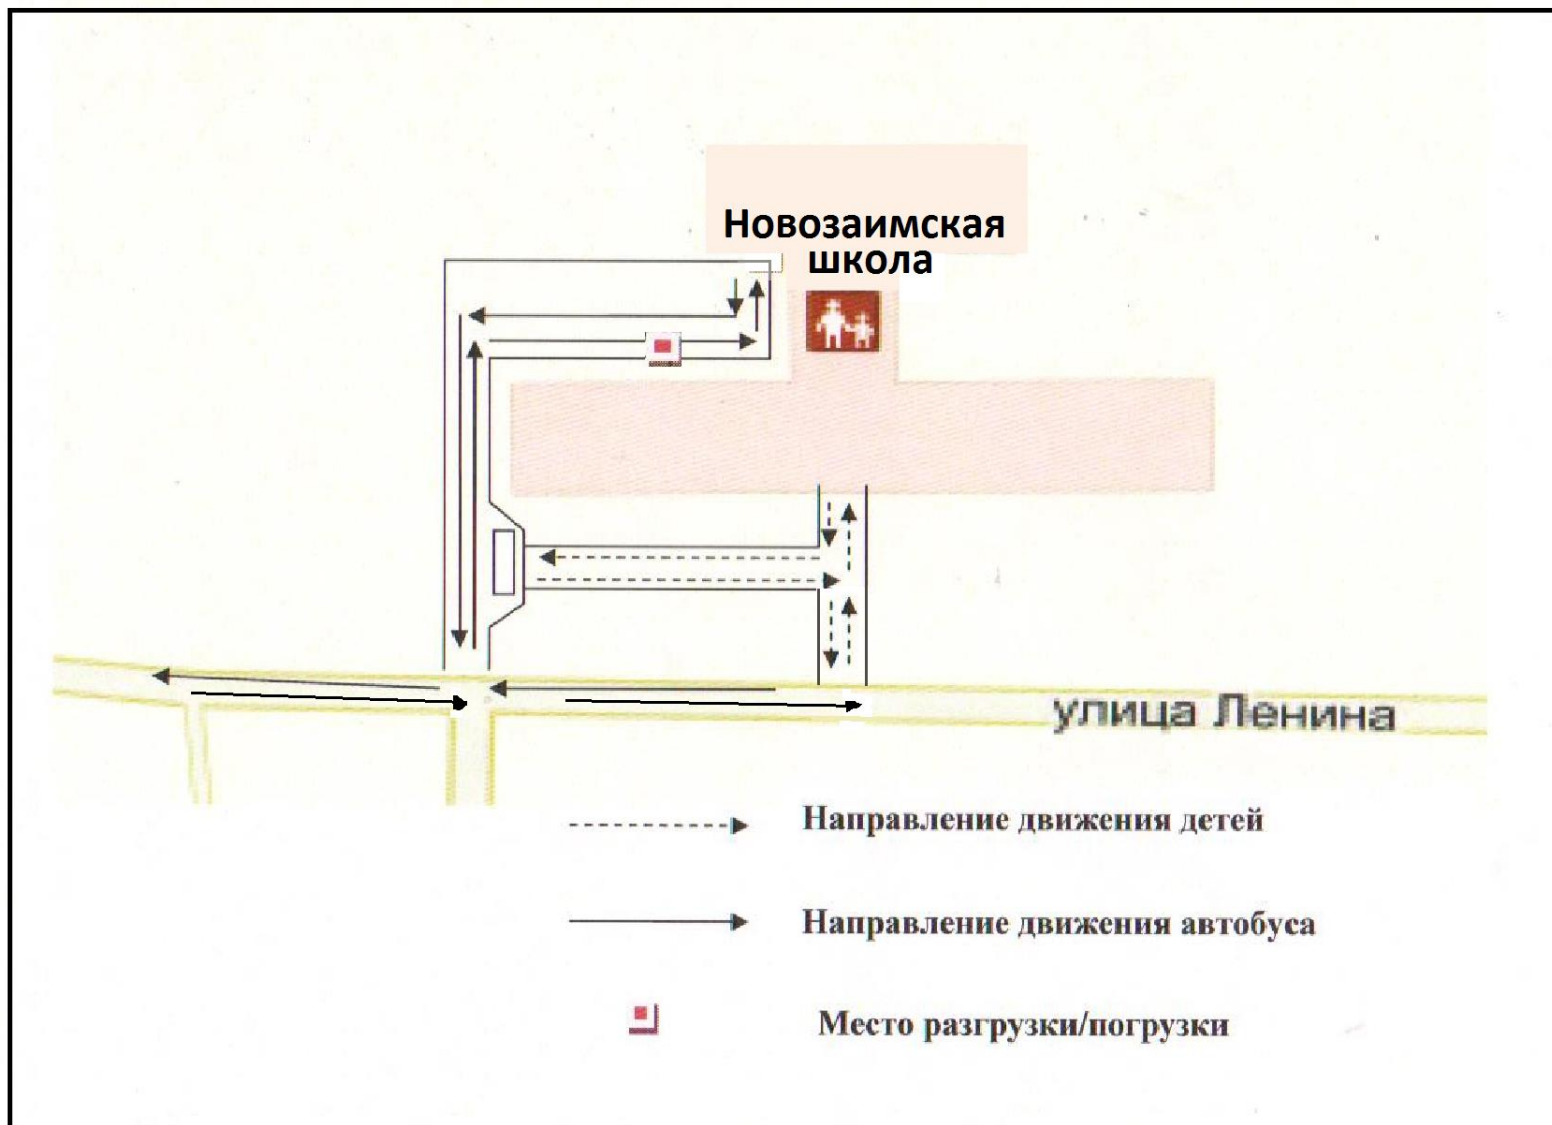 Новозаимская
школа
улица Ленина
Направление движения детей
Направление движения автобуса
Место разгрузки/погрузки